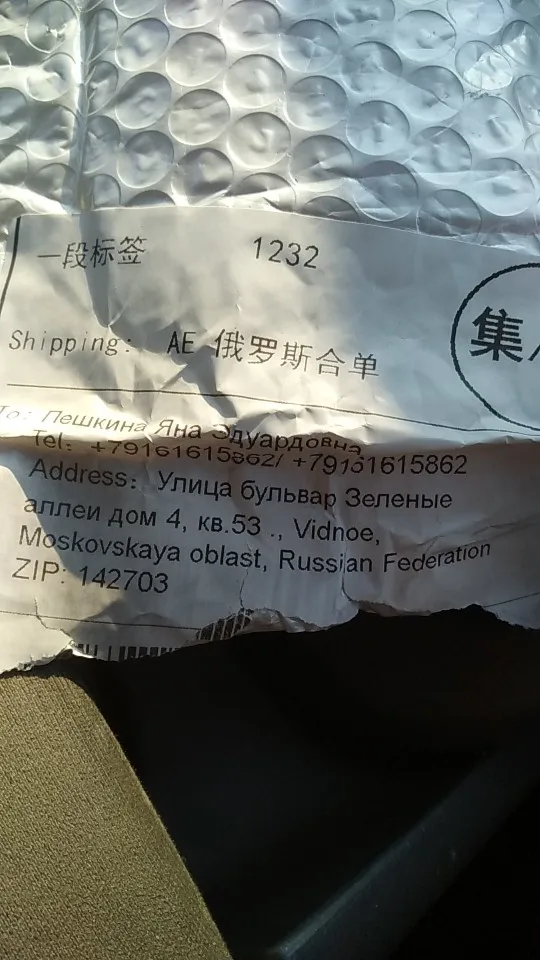 一段标签 1232
Shipping: AE 俄罗斯合单
集
To: Пешкина Яна Эдуардовна
Tel: +79161615862/ +79161615862
Address: Улица бульвар Зеленые
аллеи дом 4, кв.53 ., Vidnoe,
Moskovskaya oblast, Russian Federation
ZIP: 142703